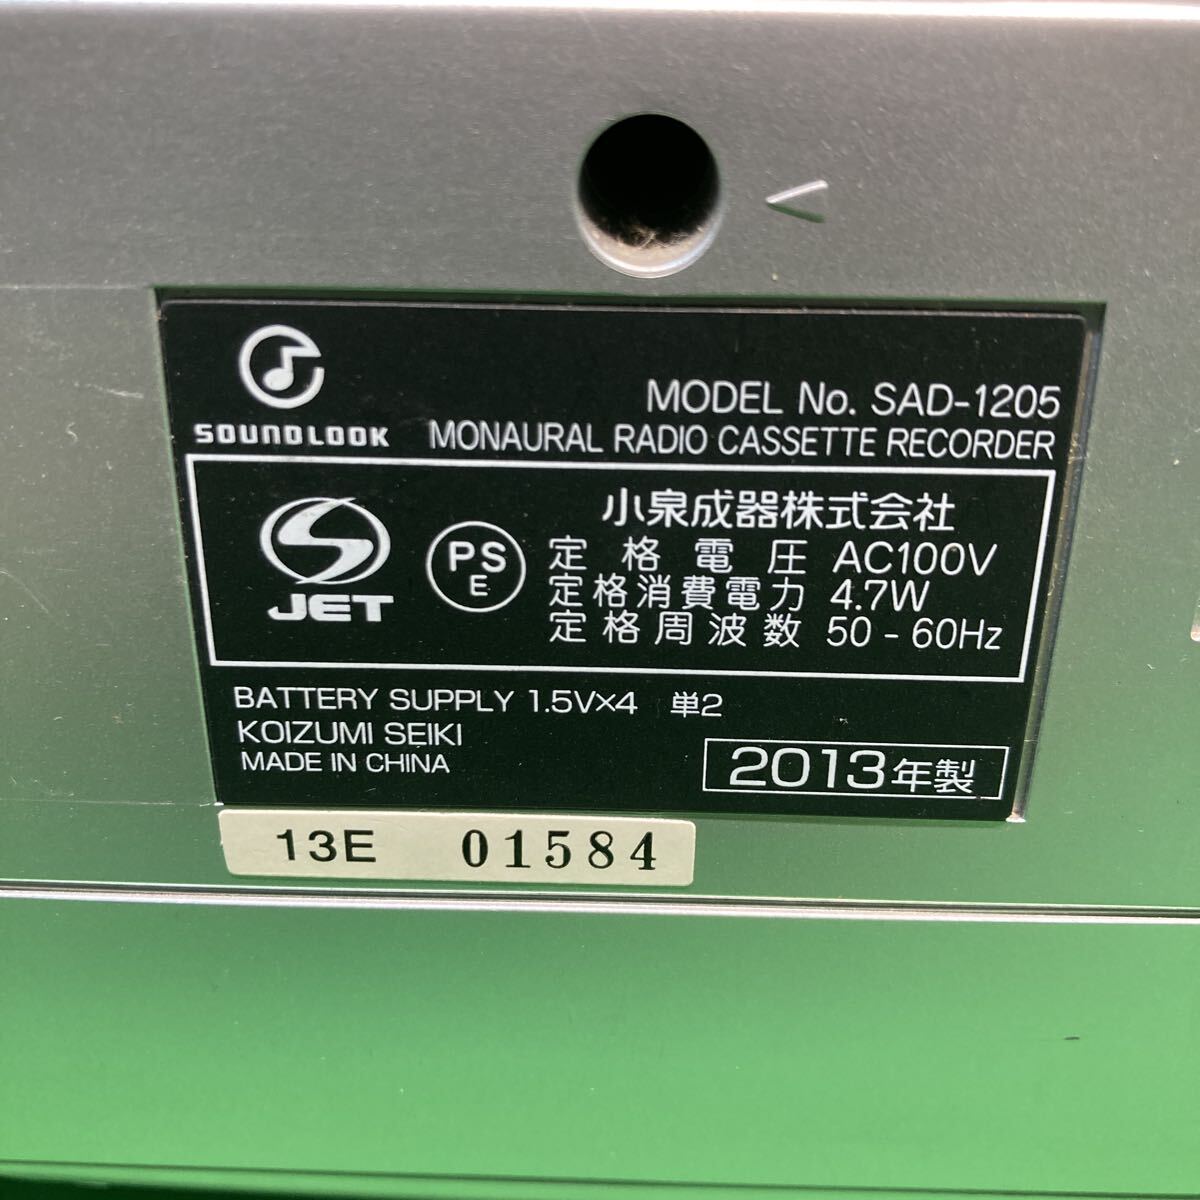 SOUNDLOOK
MODEL No. SAD-1205
MONAURAL RADIO CASSETTE RECORDER
JET
PS
E
小泉成器株式会社
定格電圧 AC100V
定格消費電力 4.7W
定格周波数 50-60Hz
BATTERY SUPPLY 1.5V×4 単2
KOIZUMI SEIKI
MADE IN CHINA
2013年製
13E 01584